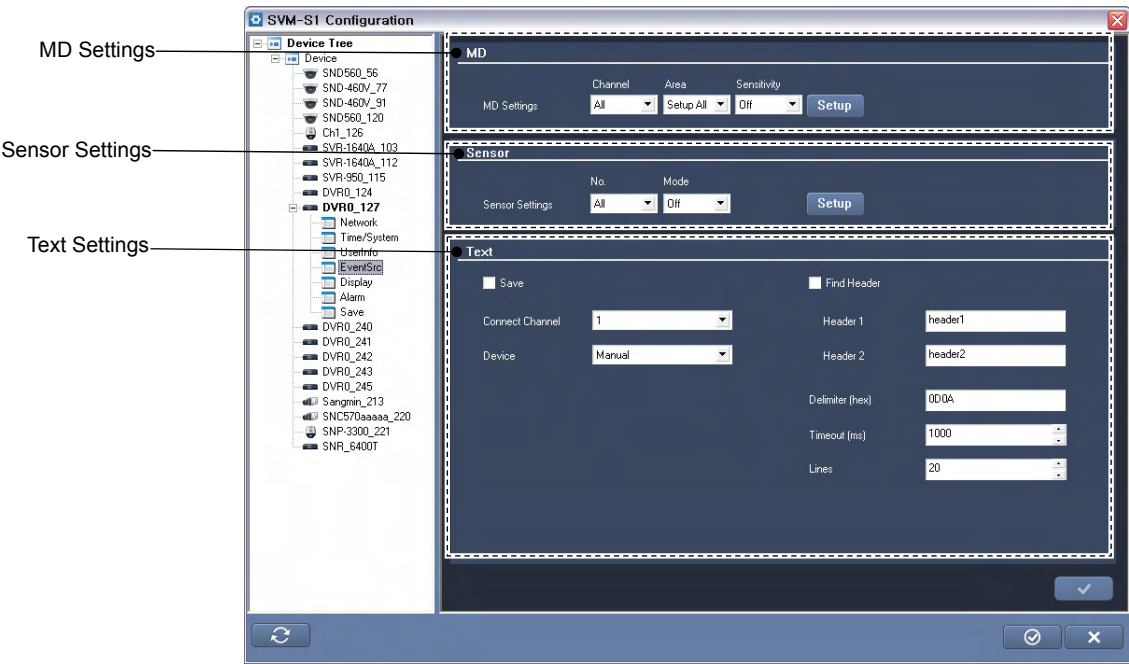 SVM-S1 Configuration
MD Settings
Sensor Settings
Text Settings
Device Tree
Device
SND560_56
SND-460V_77
SND-460V_91
SND560_120
Ch1_126
SVR-1640A_103
SVR-1640A_112
SVR-950_115
DVR0_124
DVR0_127
Network
Time/System
UserInfo
EventSrc
Display
Alarm
Save
DVR0_240
DVR0_241
DVR0_242
DVR0_243
DVR0_245
Sangmin_213
SNC570aaaaa_220
SNP-3300_221
SNR_6400T
MD
Channel Area Sensitivity
MD Settings All Setup All Off Setup
Sensor
No. Mode
Sensor Settings All Off Setup
Text
Save Find Header
Connect Channel 1 Header 1 header1
Device Manual Header 2 header2
Delimiter (hex) 0D0A
Timeout (ms) 1000
Lines 20